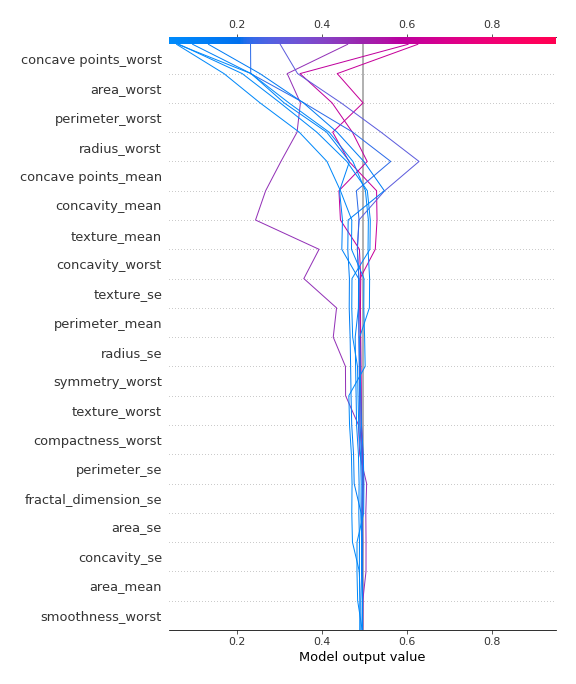 0.2 0.4 0.6 0.8
concave points_worst
area_worst
perimeter_worst
radius_worst
concave points_mean
concavity_mean
texture_mean
concavity_worst
texture_se
perimeter_mean
radius_se
symmetry_worst
texture_worst
compactness_worst
perimeter_se
fractal_dimension_se
area_se
concavity_se
area_mean
smoothness_worst
0.2 0.4 0.6 0.8
Model output value